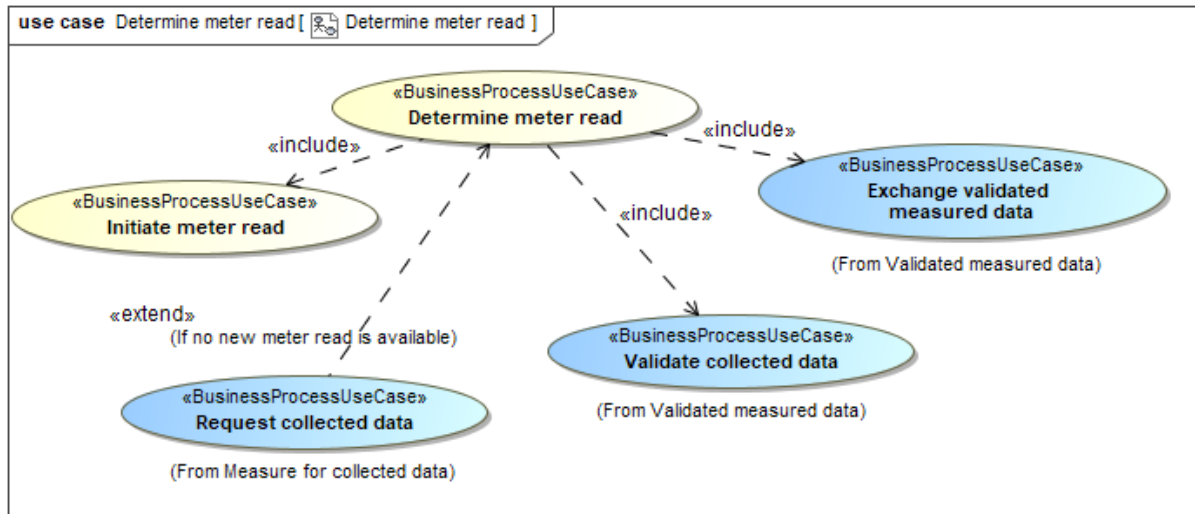 use case Determine meter read [ Determine meter read ]
«BusinessProcessUseCase»
Determine meter read
«include»
«include»
«BusinessProcessUseCase»
Exchange validated
measured data
(From Validated measured data)
«BusinessProcessUseCase»
Initiate meter read
«include»
«extend»
(If no new meter read is available)
«BusinessProcessUseCase»
Validate collected data
(From Validated measured data)
«BusinessProcessUseCase»
Request collected data
(From Measure for collected data)